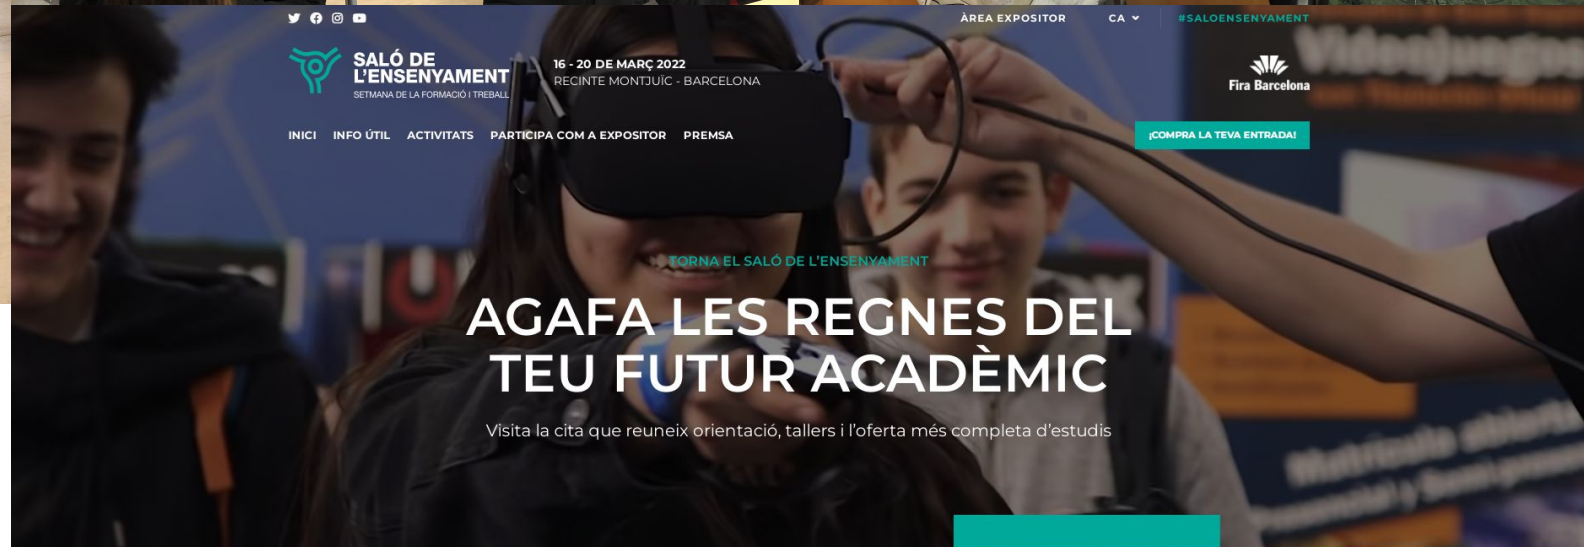 ÀREA EXPOSITOR
CA
#SALOENSENYAMENT
SALÓ DE
L'ENSENYAMENT
SETMANA DE LA FORMACIÓ I TREBALL
16 - 20 DE MARÇ 2022
RECINTE MONTJUÏC - BARCELONA
Fira Barcelona
INICI INFO ÚTIL ACTIVITATS PARTICIPA COM A EXPOSITOR PREMSA
¡COMPRA LA TEVA ENTRADA!
Videojuegos
TORNA EL SALÓ DE L'ENSENYAMENT
AGAFA LES REGNES DEL
TEU FUTUR ACADÈMIC
Visita la cita que reuneix orientació, tallers i l'oferta més completa d'estudis